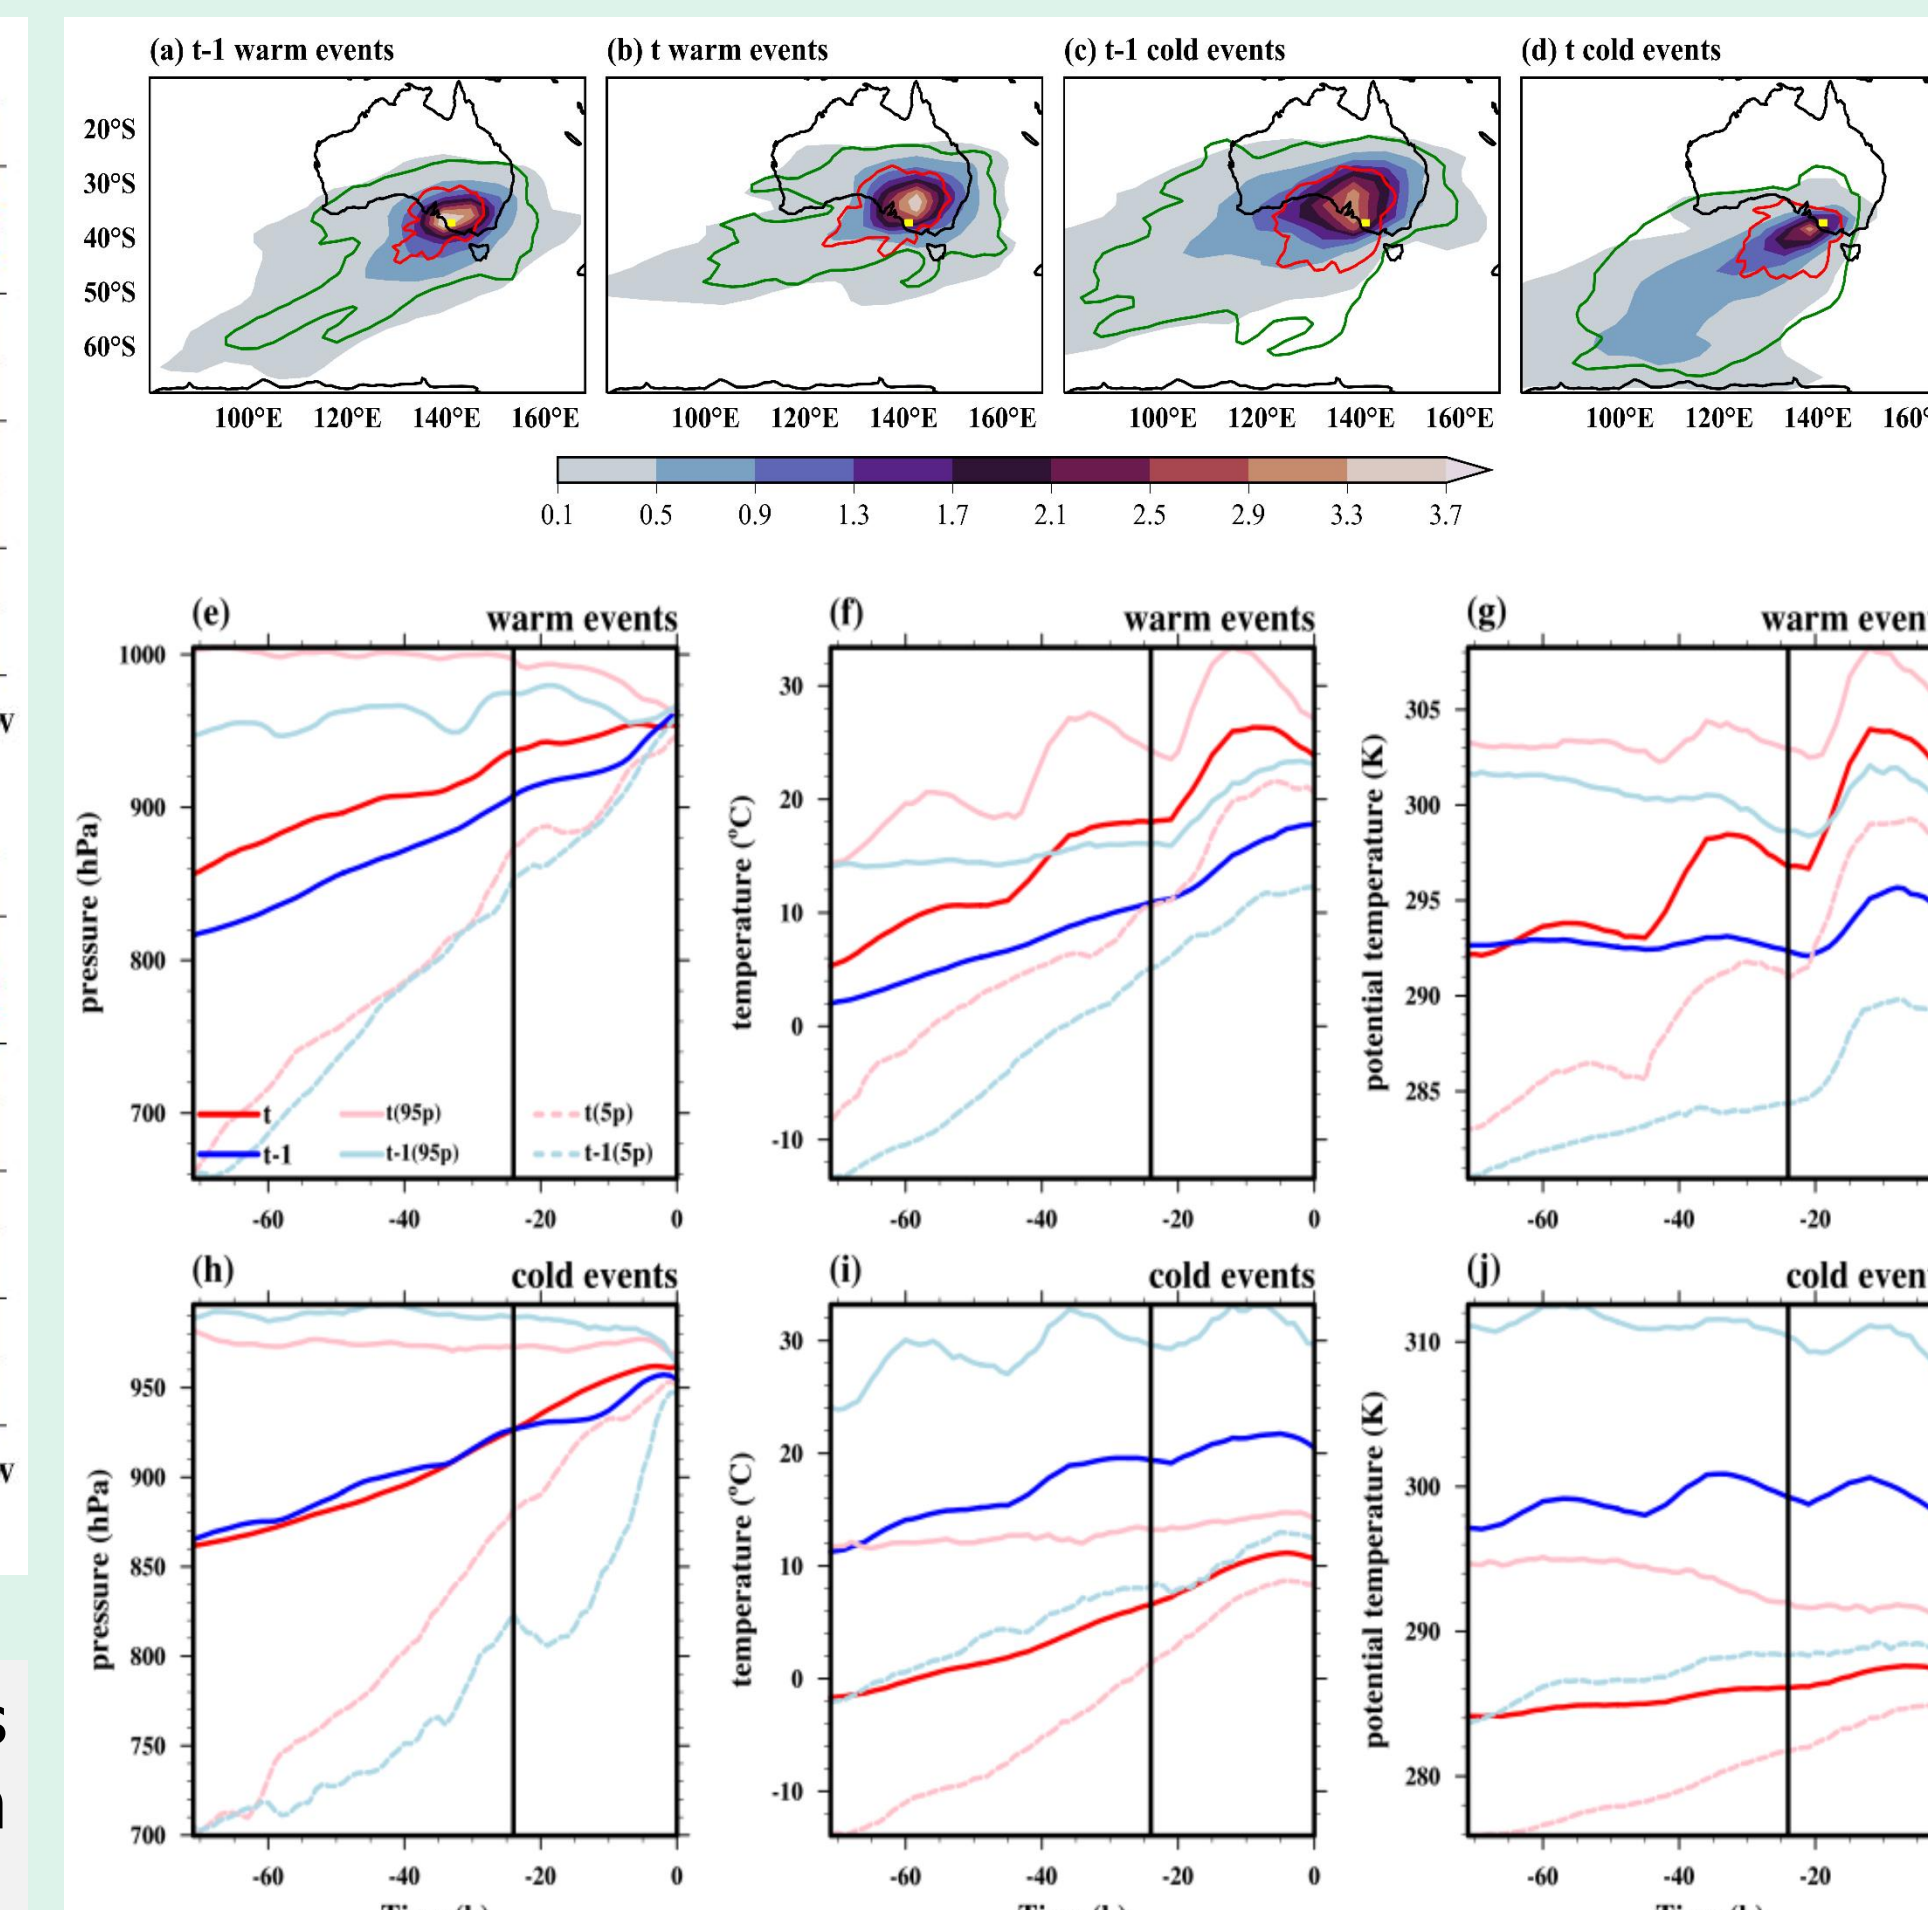 (a) t-1 warm events
(b) t warm events
(c) t-1 cold events
(d) t cold events
20°S
30°S
40°S
50°S
60°S
100°E 120°E 140°E 160°E
100°E 120°E 140°E 160°E
100°E 120°E 140°E 160°E
100°E 120°E 140°E 160°
0.1 0.5 0.9 1.3 1.7 2.1 2.5 2.9 3.3 3.7
(e) warm events
pressure (hPa)
1000
900
800
700
t t(95p) t(5p)
t-1 t-1(95p) t-1(5p)
-60 -40 -20 0
(f) warm events
temperature (°C)
30
20
10
0
-10
-60 -40 -20 0
(g) warm even
potential temperature (K)
305
300
295
290
285
-60 -40 -20
(h) cold events
pressure (hPa)
950
900
850
800
750
700
-60 -40 -20 0
(i) cold events
temperature (°C)
30
20
10
0
-10
-60 -40 -20 0
(j) cold even
potential temperature (K)
310
300
290
280
-60 -40 -20